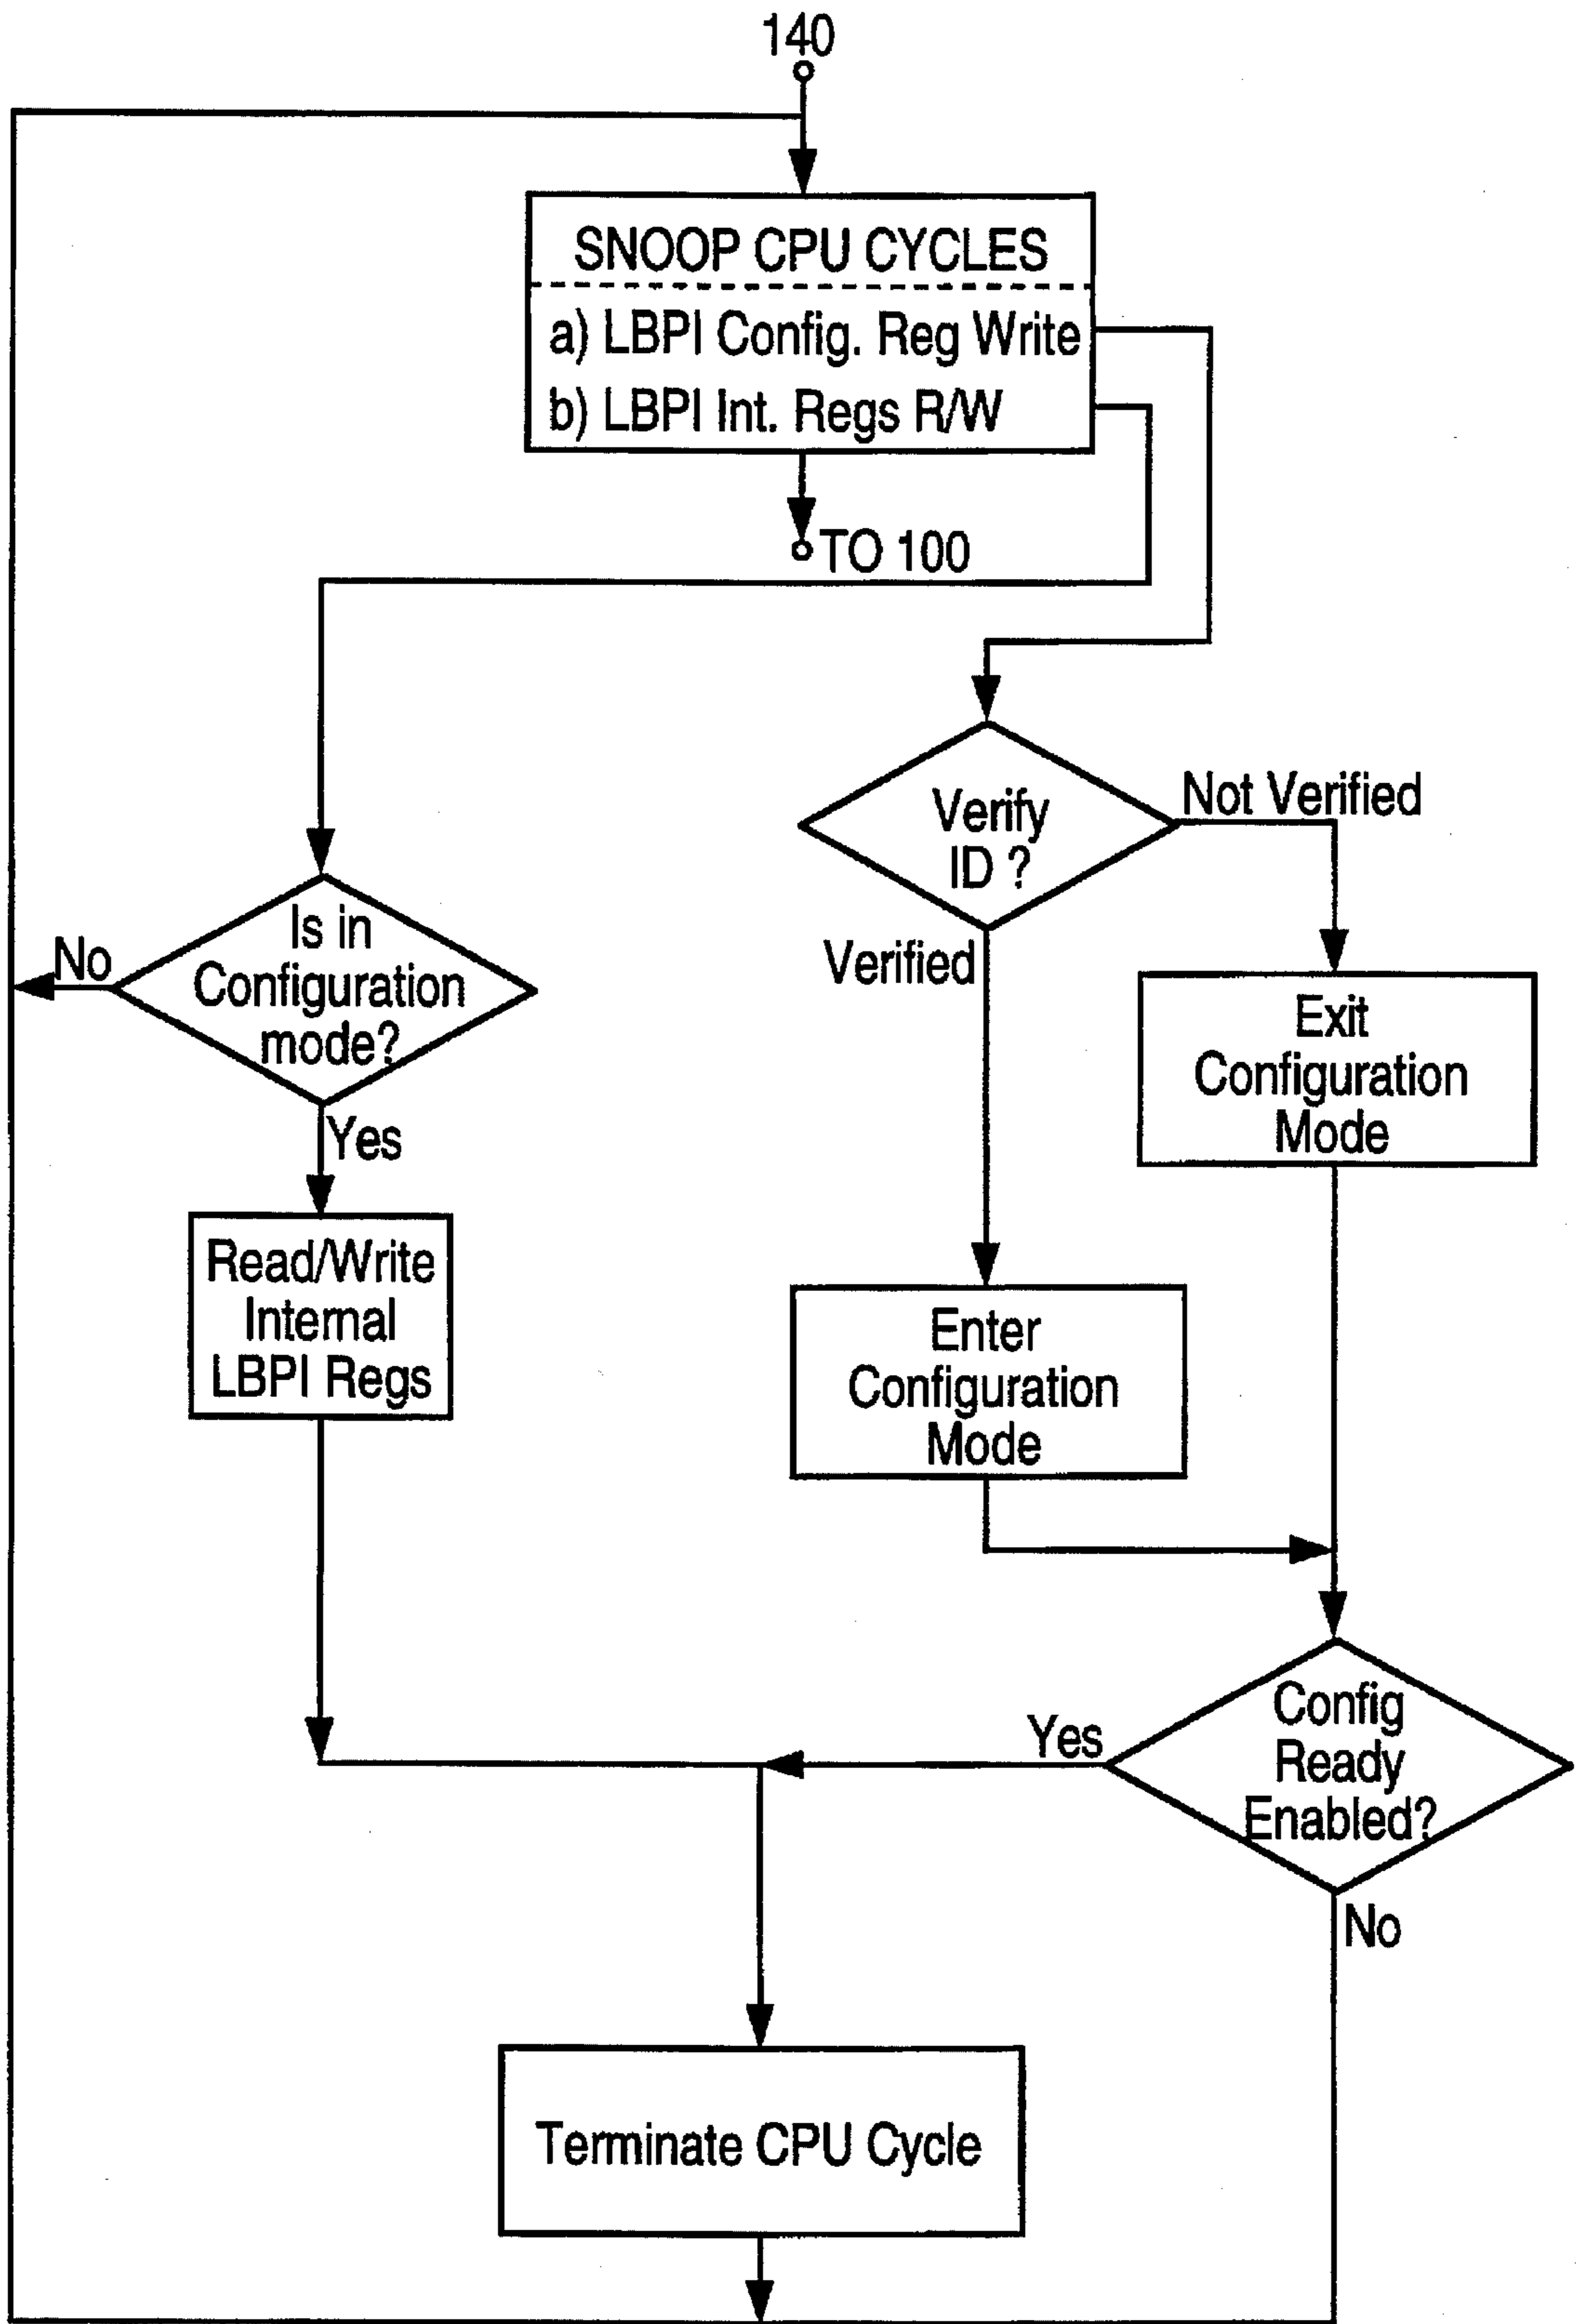 140
SNOOP CPU CYCLES
a) LBPI Config. Reg Write
b) LBPI Int. Regs R/W
TO 100
Verify
ID ?
Not Verified
Verified
Is in
Configuration
mode?
No
Yes
Exit
Configuration
Mode
Read/Write
Internal
LBPI Regs
Enter
Configuration
Mode
Config
Ready
Enabled?
Yes
No
Terminate CPU Cycle